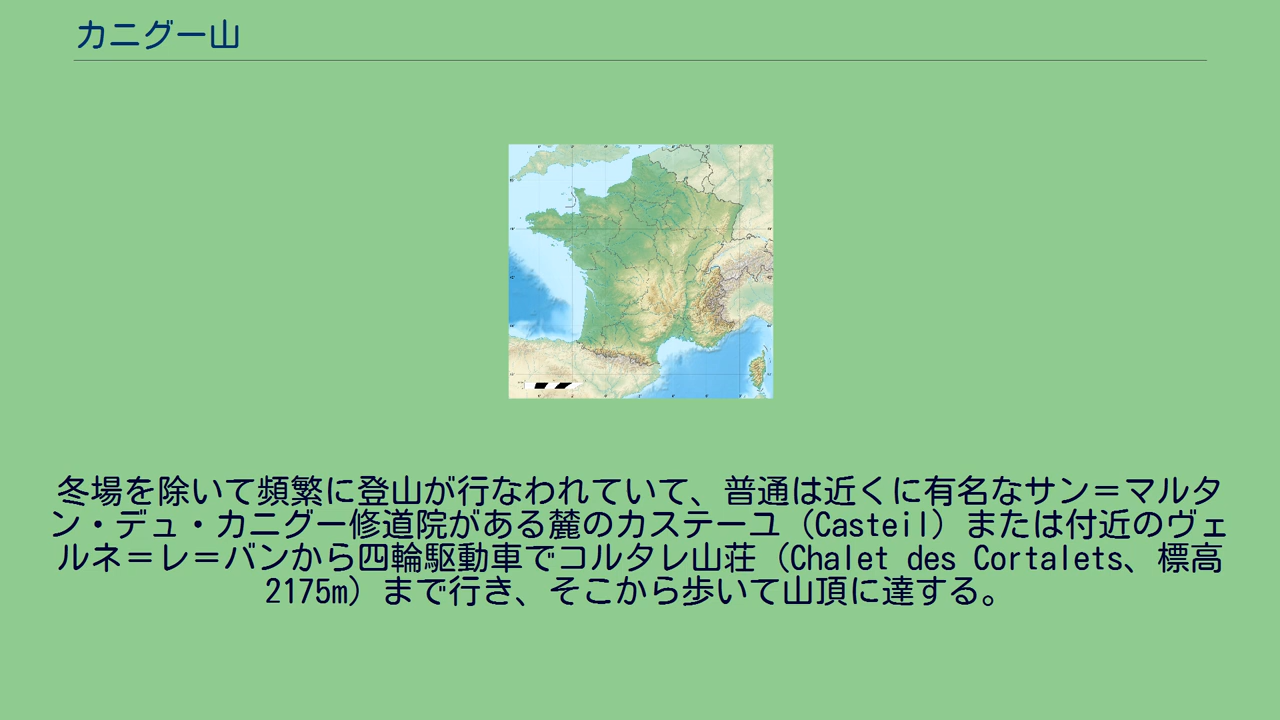 カニグー山
冬場を除いて頻繁に登山が行なわれていて、普通は近くに有名なサン＝マルタ
ン・デュ・カニグー修道院がある麓のカステーユ（Casteil）または付近のヴェ
ルネ＝レ＝バンから四輪駆動車でコルタレ山荘（Chalet des Cortalets、標高
2175m）まで行き、そこから歩いて山頂に達する。